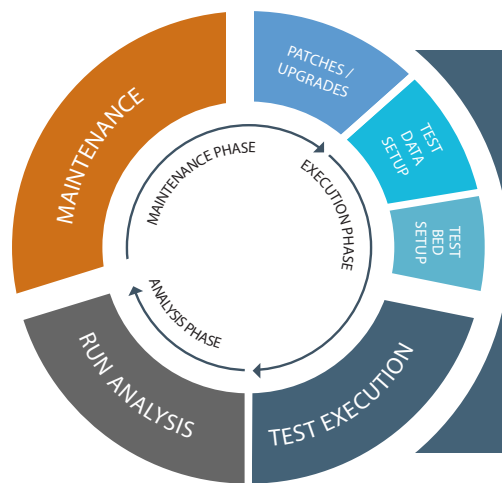 PATCHES /
UPGRADES
TEST
DATA
SETUP
TEST
BED
SETUP
TEST EXECUTION
RUN ANALYSIS
MAINTENANCE
MAINTENANCE PHASE
EXECUTION PHASE
ANALYSIS PHASE